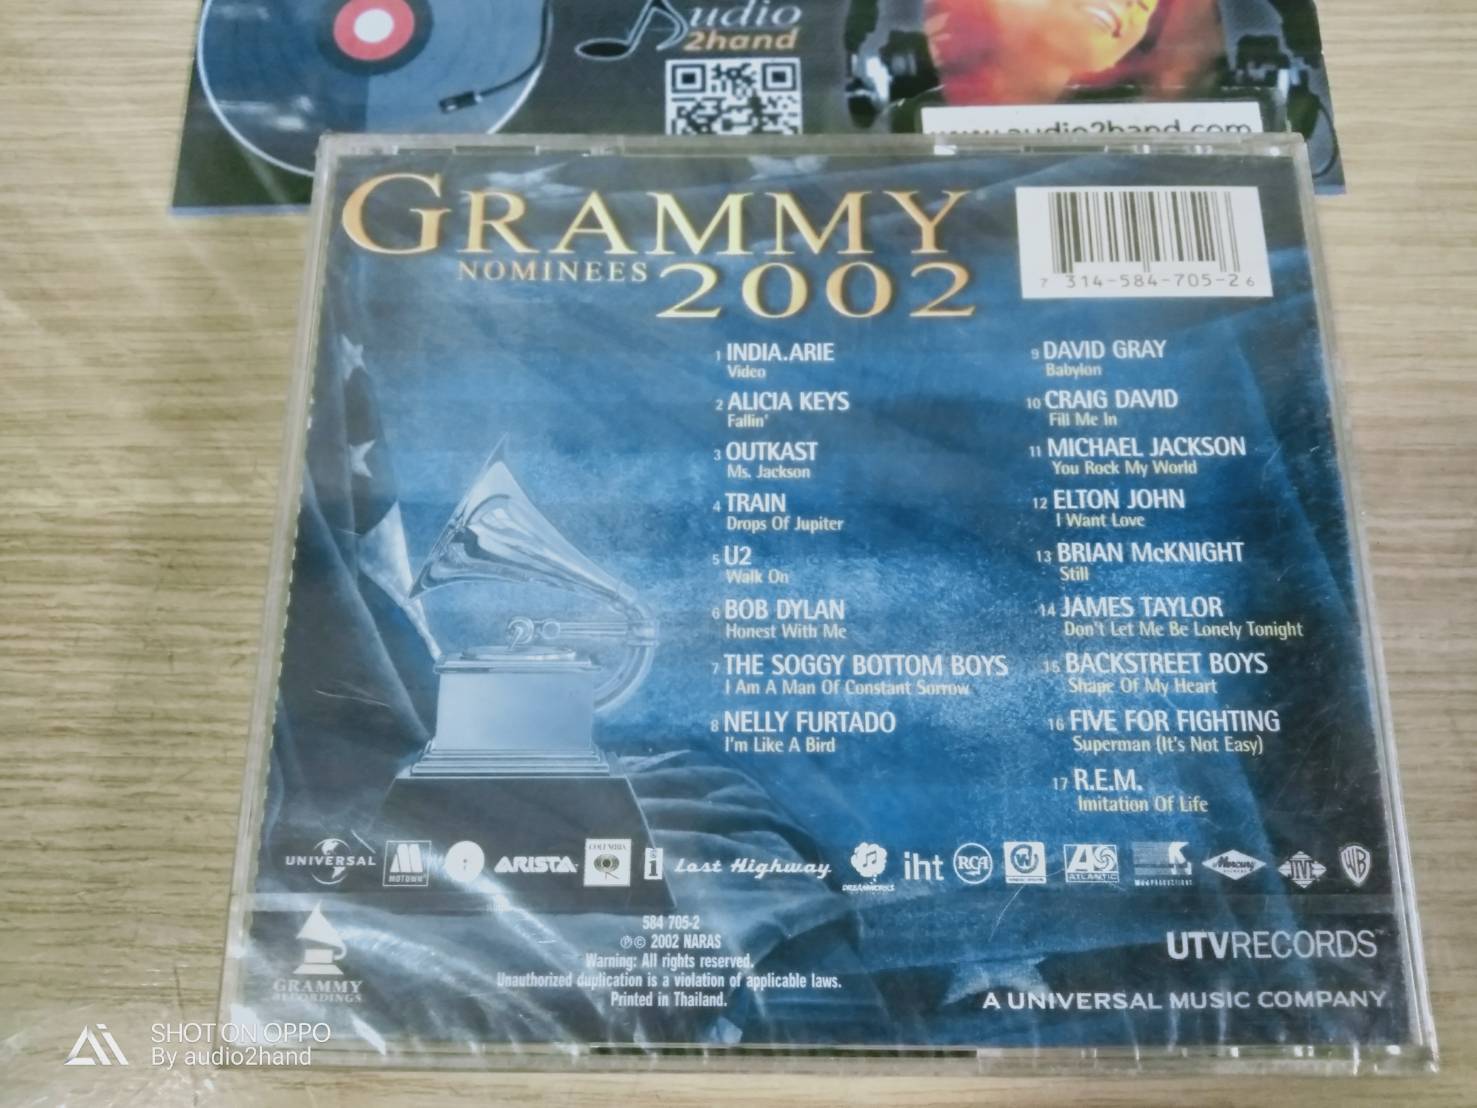 Audio
2hand
www.audio2hand.com
GRAMMY
NOMINEES 2002
7 314-584-705-2 6
1 INDIA.ARIE
Video
2 ALICIA KEYS
Fallin'
3 OUTKAST
Ms. Jackson
4 TRAIN
Drops Of Jupiter
5 U2
Walk On
6 BOB DYLAN
Honest With Me
7 THE SOGGY BOTTOM BOYS
I Am A Man Of Constant Sorrow
8 NELLY FURTADO
I'm Like A Bird
9 DAVID GRAY
Babylon
10 CRAIG DAVID
Fill Me In
11 MICHAEL JACKSON
You Rock My World
12 ELTON JOHN
I Want Love
13 BRIAN McKNIGHT
Still
14 JAMES TAYLOR
Don't Let Me Be Lonely Tonight
15 BACKSTREET BOYS
Shape Of My Heart
16 FIVE FOR FIGHTING
Superman (It's Not Easy)
17 R.E.M.
Imitation Of Life
UNIVERSAL MOTOWN ARISTA COLUMBIA Lost Highway DREAMWORKS iht RCA ATLANTIC Mercury JIVE WB
GRAMMY
RECORDINGS
584 705-2
℗© 2002 NARAS
Warning: All rights reserved.
Unauthorized duplication is a violation of applicable laws.
Printed in Thailand.
UTVRECORDS
A UNIVERSAL MUSIC COMPANY
SHOT ON OPPO
By audio2hand